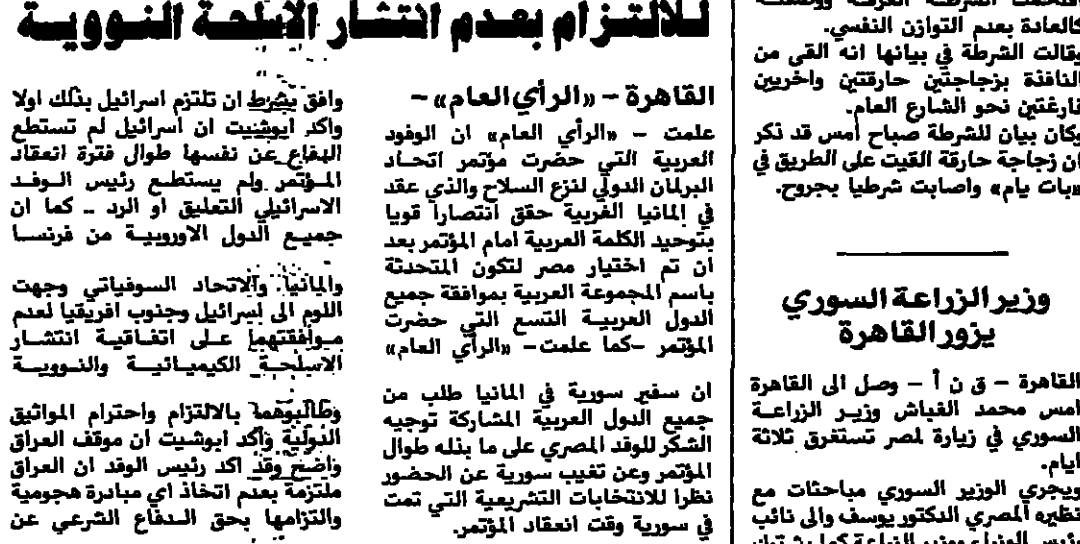 للالتزام بعدم انتشار الاسلحة النووية
القاهرة – «الرأي العام» –
علمت – «الرأي العام» ان الوفود
العربية التي حضرت مؤتمر اتحاد
البرلمان الدولي لنزع السلاح والذي عقد
في المانيا الغربية حقق انتصارا قويا
بتوحيد الكلمة العربية امام المؤتمر بعد
ان تم اختيار مصر لتكون المتحدثة
باسم المجموعة العربية بموافقة جميع
الدول العربية التسع التي حضرت
المؤتمر –كما علمت– «الرأي العام»
ان سفير سورية في المانيا طلب من
جميع الدول العربية المشاركة توجيه
الشكر للوفد المصري على ما بذله طوال
المؤتمر وعن تغيب سورية عن الحضور
نظرا للانتخابات التشريعية التي تمت
في سورية وقت انعقاد المؤتمر.
وافق بشرط ان تلتزم اسرائيل بذلك اولا
واكد ابوشيت ان اسرائيل لم تستطع
الدفاع عن نفسها طوال فترة انعقاد
المؤتمر ولم يستطع رئيس الوفد
الاسرائيلي التعليق او الرد .. كما ان
جميع الدول الاوروبية من فرنسا
والمانيا والاتحاد السوفياتي وجهت
اللوم الى اسرائيل وجنوب افريقيا لعدم
موافقتهما على اتفاقية انتشار
الاسلحة الكيميائية والنووية
وطالبوهما بالالتزام واحترام المواثيق
الدولية واكد ابوشيت ان موقف العراق
واضح وقد اكد رئيس الوفد ان العراق
ملتزمة بعدم اتخاذ اي مبادرة هجومية
والتزامها بحق الدفاع الشرعي عن
كالعادة بعدم التوازن النفسي.
وقالت الشرطة في بيانها انه القى من
النافذة بزجاجتين حارقتين واخريين
فارغتين نحو الشارع العام.
وكان بيان للشرطة صباح امس قد ذكر
ان زجاجة حارقة القيت على الطريق في
«بات يام» واصابت شرطيا بجروح.
وزير الزراعة السوري
يزور القاهرة
القاهرة – ق ن أ – وصل الى القاهرة
امس محمد الغباش وزير الزراعة
السوري في زيارة لمصر تستغرق ثلاثة
ايام.
ويجري الوزير السوري مباحثات مع
نظيره المصري الدكتور يوسف والى نائب